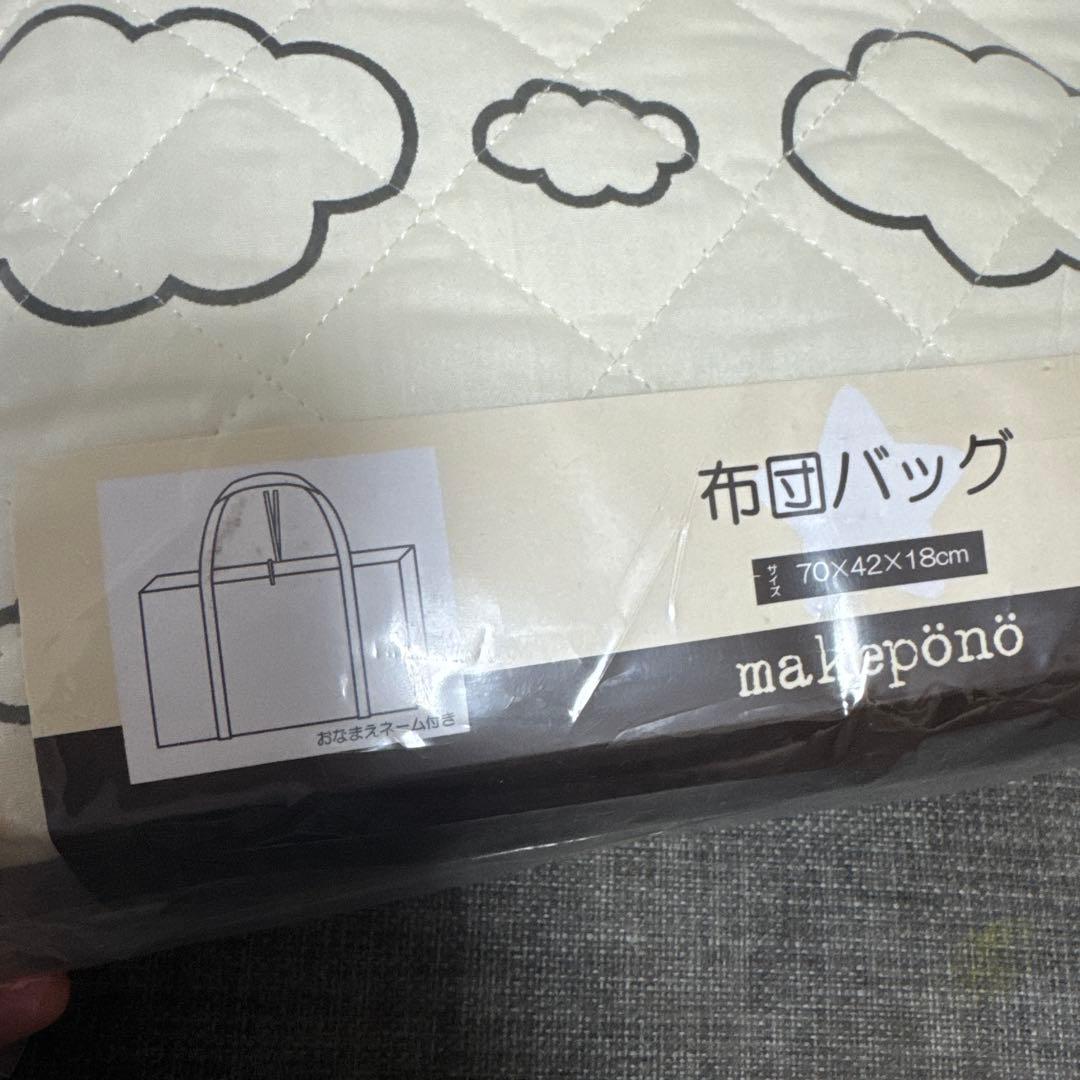 布団バッグ
サイズ 70×42×18cm
makepönö
おなまえネーム付き